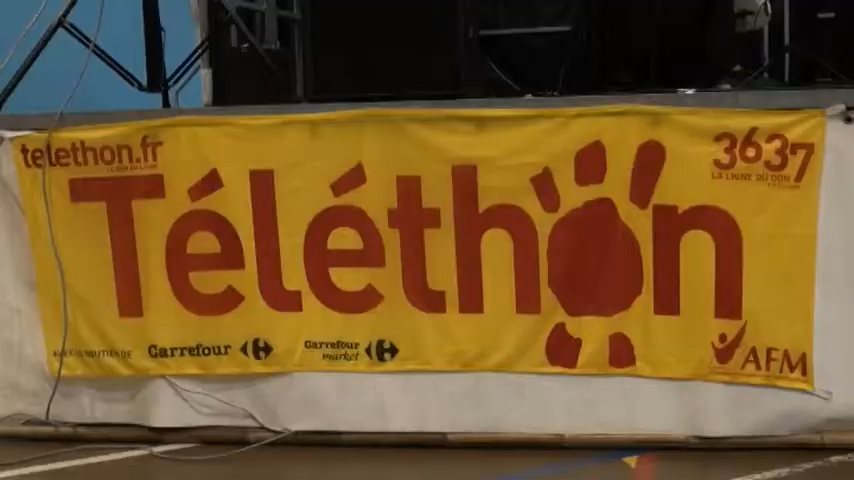 telethon.fr
3637
LA LIGNE DU DON
Téléthon
Carrefour
Carrefour market
AFM